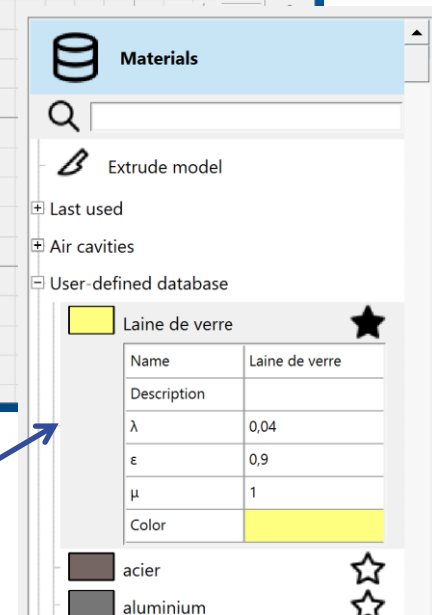 Materials
Extrude model
Last used
Air cavities
User-defined database
Laine de verre
Name Laine de verre
Description
λ 0,04
ε 0,9
μ 1
Color
acier
aluminium